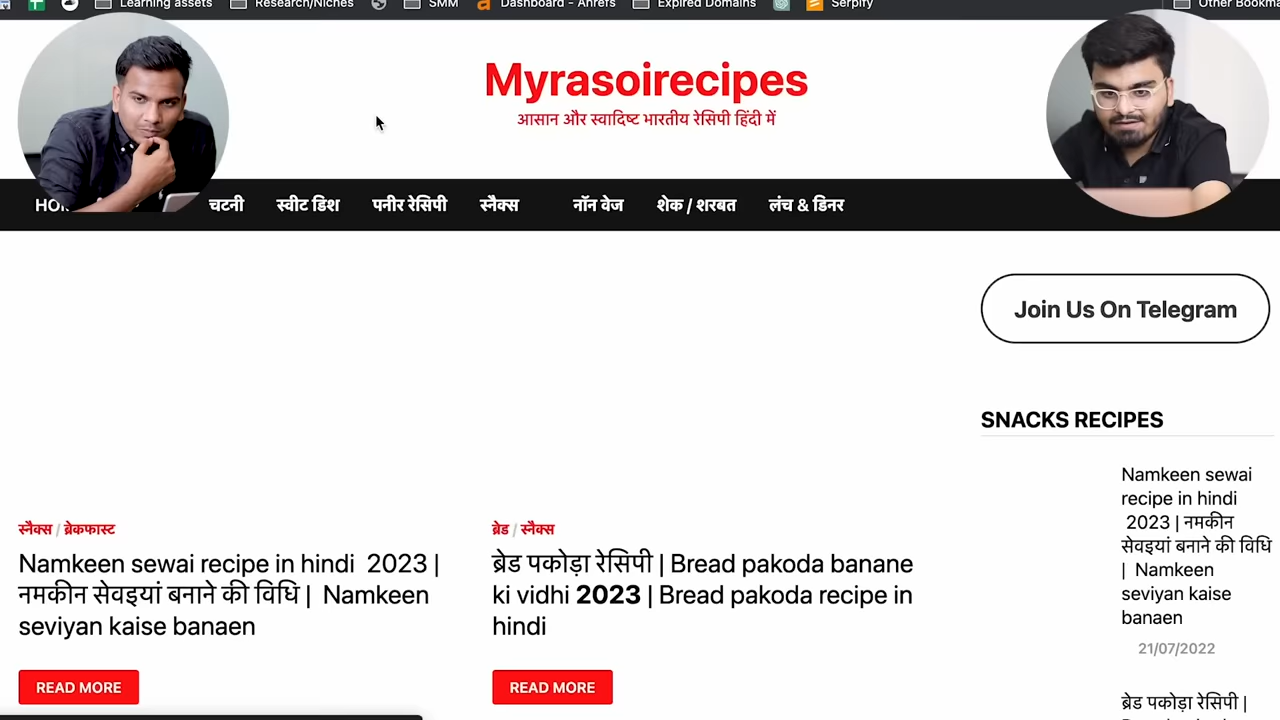 Learning assets
Research/Niches
SMM
Dashboard - Ahrefs
Expired Domains
Serpify
Other Bookma
Myrasoirecipes
आसान और स्वादिष्ट भारतीय रेसिपी हिंदी में
चटनी स्वीट डिश पनीर रेसिपी स्नैक्स नॉन वेज शेक / शरबत लंच & डिनर
Join Us On Telegram
SNACKS RECIPES
Namkeen sewai
recipe in hindi
2023 | नमकीन
सेवइयां बनाने की विधि
| Namkeen
seviyan kaise
banaen
21/07/2022
ब्रेड पकोड़ा रेसिपी |
स्नैक्स / ब्रेकफास्ट
Namkeen sewai recipe in hindi 2023 |
नमकीन सेवइयां बनाने की विधि | Namkeen
seviyan kaise banaen
READ MORE
ब्रेड / स्नैक्स
ब्रेड पकोड़ा रेसिपी | Bread pakoda banane
ki vidhi 2023 | Bread pakoda recipe in
hindi
READ MORE